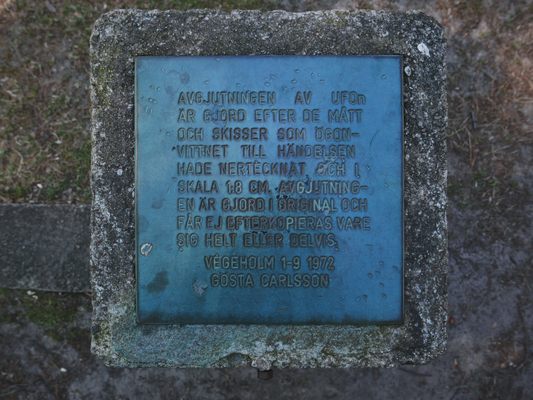 AVGJUTNINGEN AV UFOn
ÄR GJORD EFTER DE MÅTT
OCH SKISSER SOM ÖGON-
VITTNET TILL HÄNDELSEN
HADE NERTECKNAT, OCH I
SKALA 1:8 CM. AVGJUTNING-
EN ÄR GJORD I ORIGINAL OCH
FÅR EJ EFTERKOPIERAS VARE
SIG HELT ELLER DELVIS.
VEGEHOLM 1-9 1972
GÖSTA CARLSSON